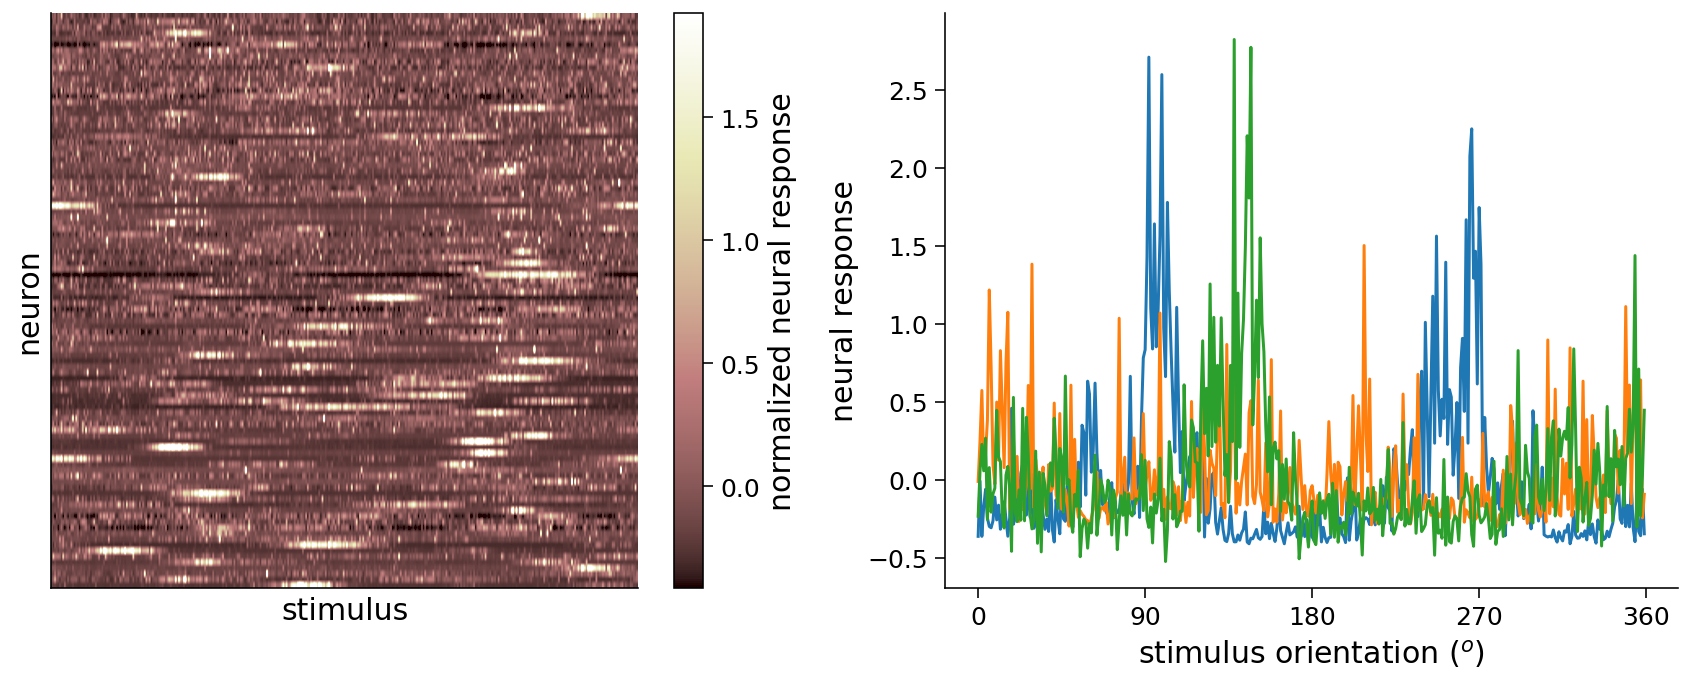 neuron
stimulus
1.5
1.0
0.5
0.0
normalized neural response
neural response
2.5
2.0
1.5
1.0
0.5
0.0
−0.5
0 90 180 270 360
stimulus orientation (o)